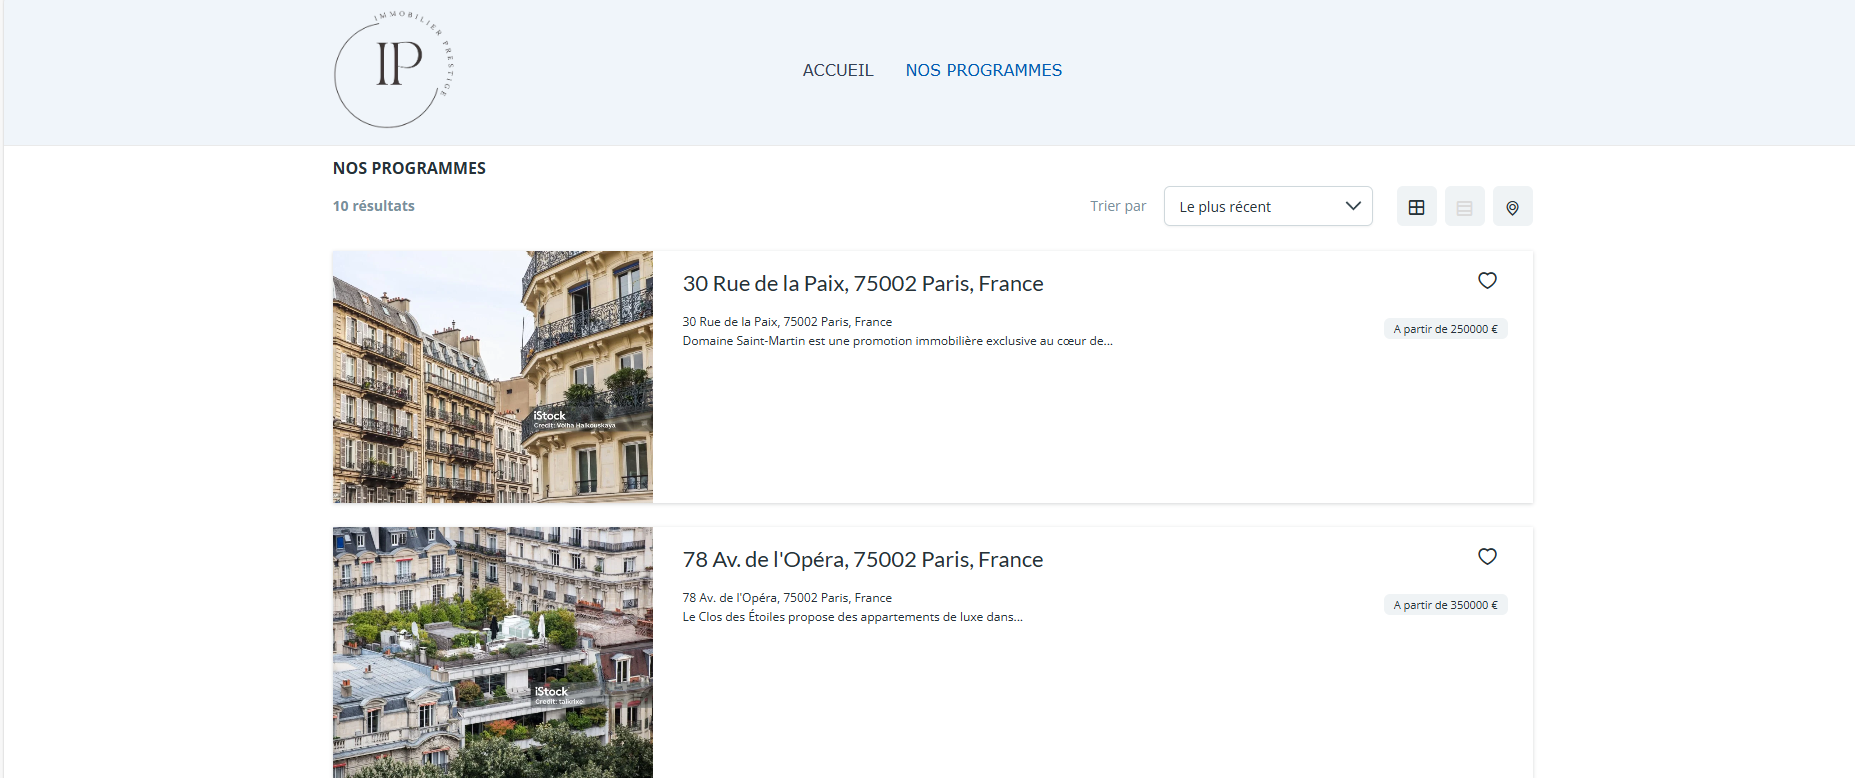 IMMOBILIER PRESTIGE
IP
ACCUEIL
NOS PROGRAMMES
NOS PROGRAMMES
10 résultats
Trier par
Le plus récent
30 Rue de la Paix, 75002 Paris, France
30 Rue de la Paix, 75002 Paris, France
Domaine Saint-Martin est une promotion immobilière exclusive au cœur de...
A partir de 250000 €
iStock
Credit: Volha Halkouskaya
78 Av. de l'Opéra, 75002 Paris, France
78 Av. de l'Opéra, 75002 Paris, France
Le Clos des Étoiles propose des appartements de luxe dans...
A partir de 350000 €
iStock
Credit: